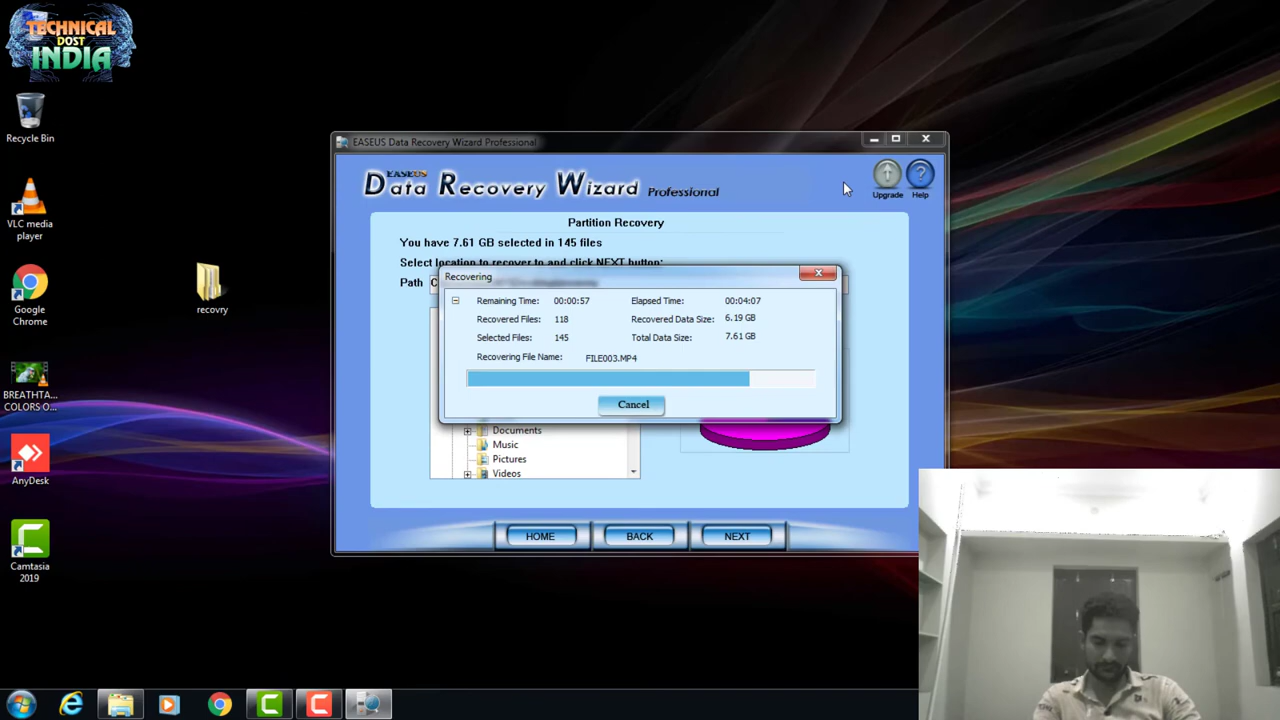 TECHNICAL
DOST
INDIA
Recycle Bin
VLC media
player
Google
Chrome
BREATHTA...
COLORS O...
AnyDesk
Camtasia
2019
recovry
EASEUS Data Recovery Wizard Professional
EASEUS
Data Recovery Wizard Professional
Upgrade
Help
Partition Recovery
You have 7.61 GB selected in 145 files
Select location to recover to and click NEXT button:
Path C
Recovering
Remaining Time: 00:00:57 Elapsed Time: 00:04:07
Recovered Files: 118 Recovered Data Size: 6.19 GB
Selected Files: 145 Total Data Size: 7.61 GB
Recovering File Name: FILE003.MP4
Cancel
Documents
Music
Pictures
Videos
HOME BACK NEXT